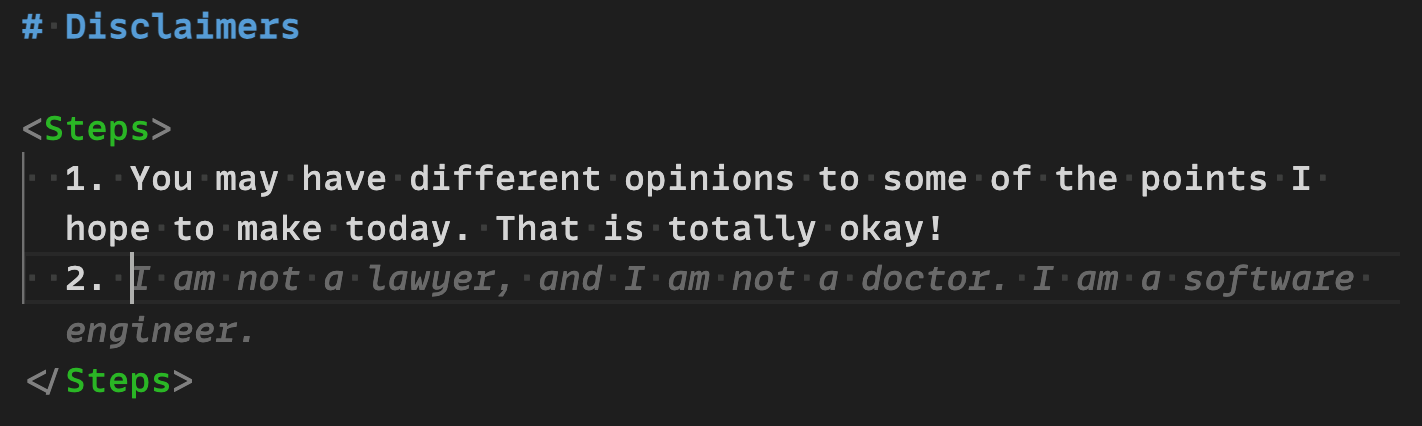 # Disclaimers
<Steps>
1. You may have different opinions to some of the points I
hope to make today. That is totally okay!
2. I am not a lawyer, and I am not a doctor. I am a software
engineer.
</Steps>